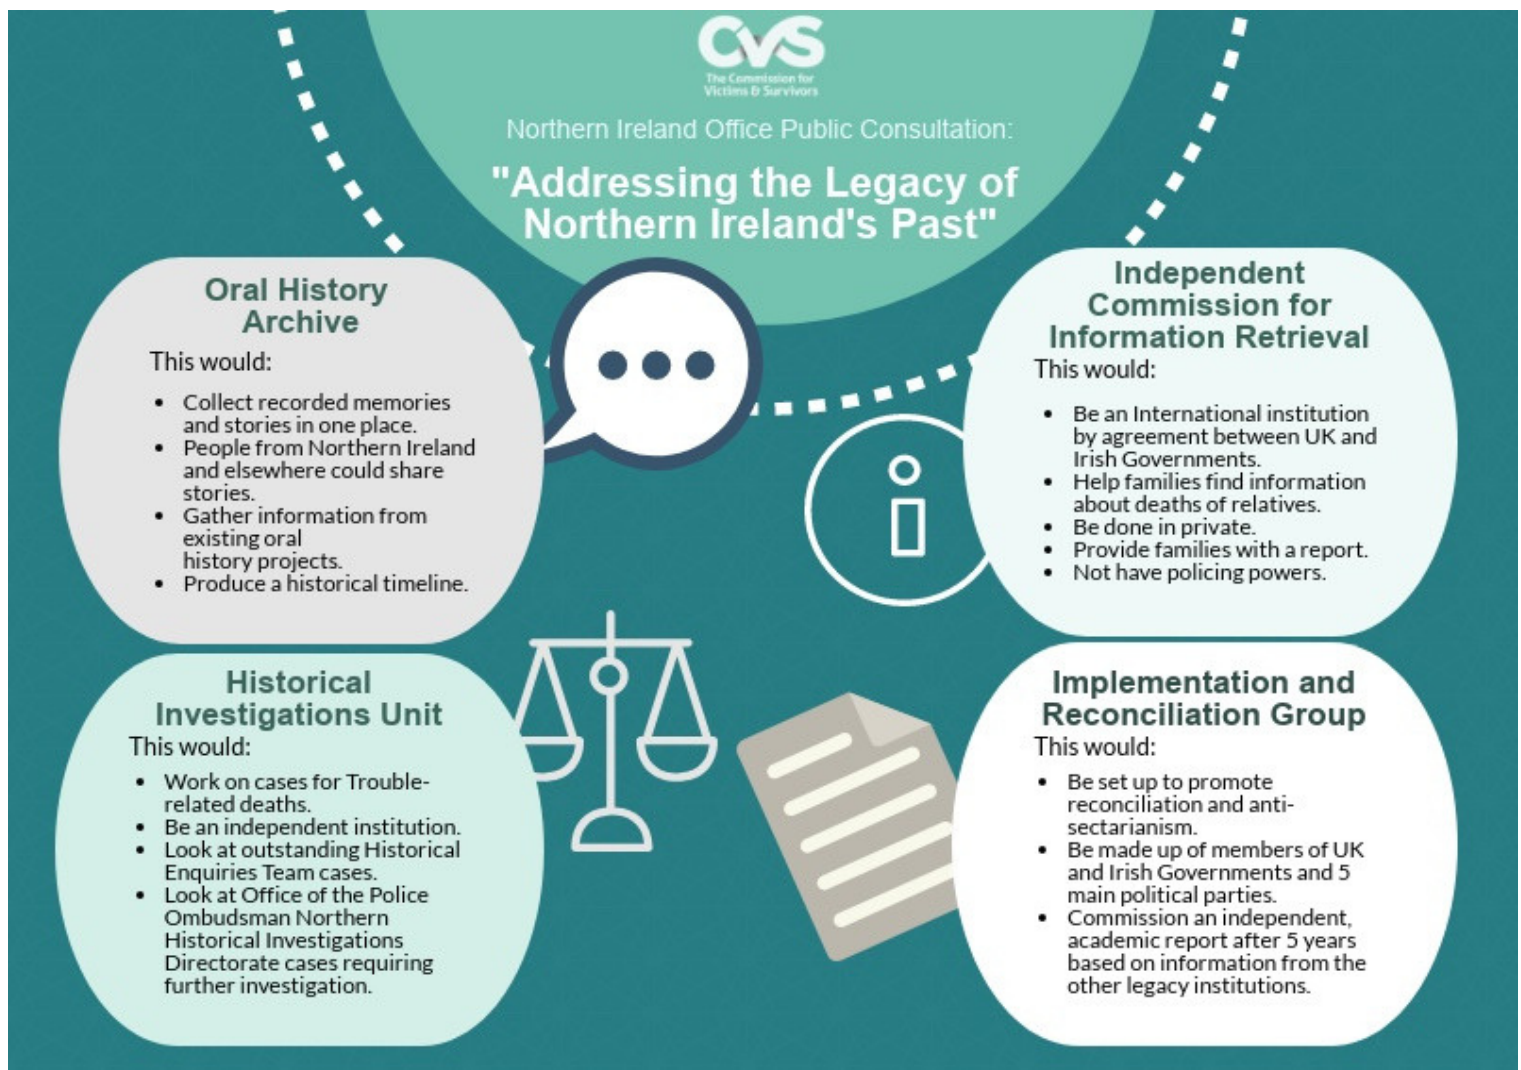 CVS
The Commission for
Victims & Survivors
Northern Ireland Office Public Consultation:
"Addressing the Legacy of
Northern Ireland's Past"
Oral History
Archive
This would:
• Collect recorded memories
and stories in one place.
• People from Northern Ireland
and elsewhere could share
stories.
• Gather information from
existing oral
history projects.
• Produce a historical timeline.
Independent
Commission for
Information Retrieval
This would:
• Be an International institution
by agreement between UK and
Irish Governments.
• Help families find information
about deaths of relatives.
• Be done in private.
• Provide families with a report.
• Not have policing powers.
Historical
Investigations Unit
This would:
• Work on cases for Trouble-
related deaths.
• Be an independent institution.
• Look at outstanding Historical
Enquiries Team cases.
• Look at Office of the Police
Ombudsman Northern
Historical Investigations
Directorate cases requiring
further investigation.
Implementation and
Reconciliation Group
This would:
• Be set up to promote
reconciliation and anti-
sectarianism.
• Be made up of members of UK
and Irish Governments and 5
main political parties.
• Commission an independent,
academic report after 5 years
based on information from the
other legacy institutions.